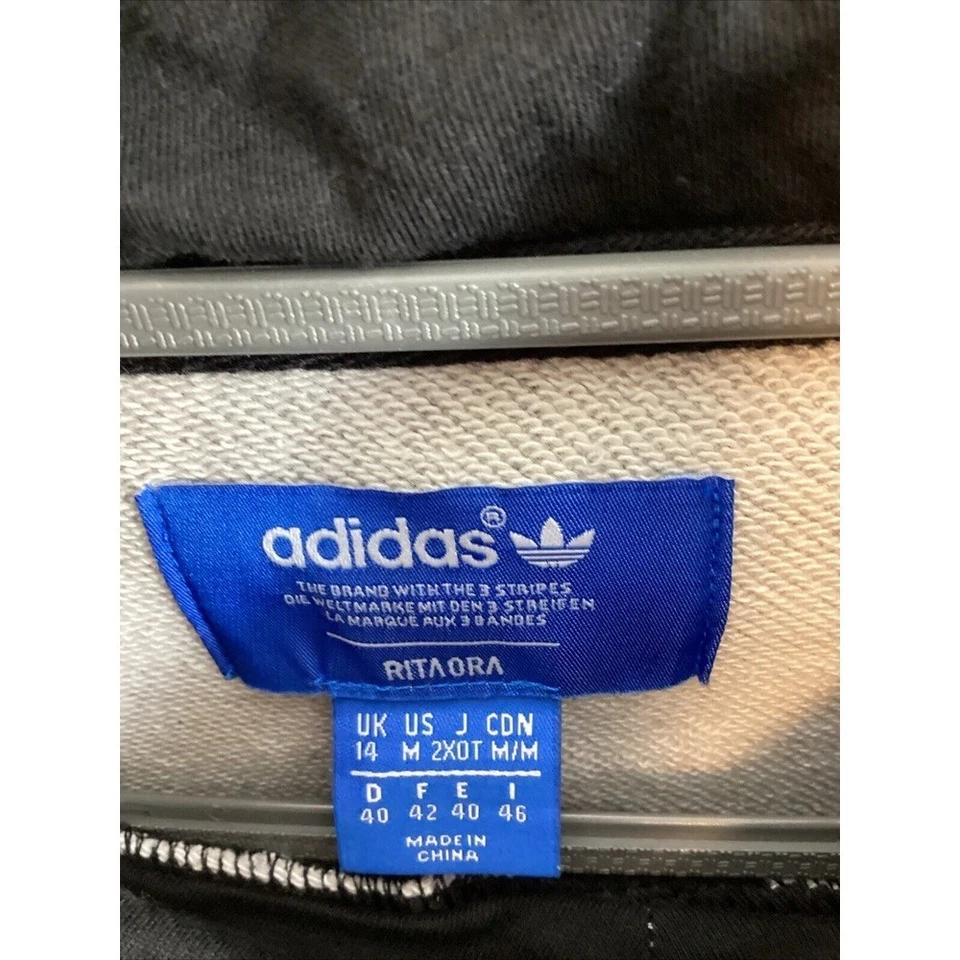 adidas®
THE BRAND WITH THE 3 STRIPES
DIE WELTMARKE MIT DEN 3 STREIFEN
LA MARQUE AUX 3 BANDES
RITA ORA
UK US J CDN
14 M 2XOT M/M
D F E I
40 42 40 46
MADE IN
CHINA